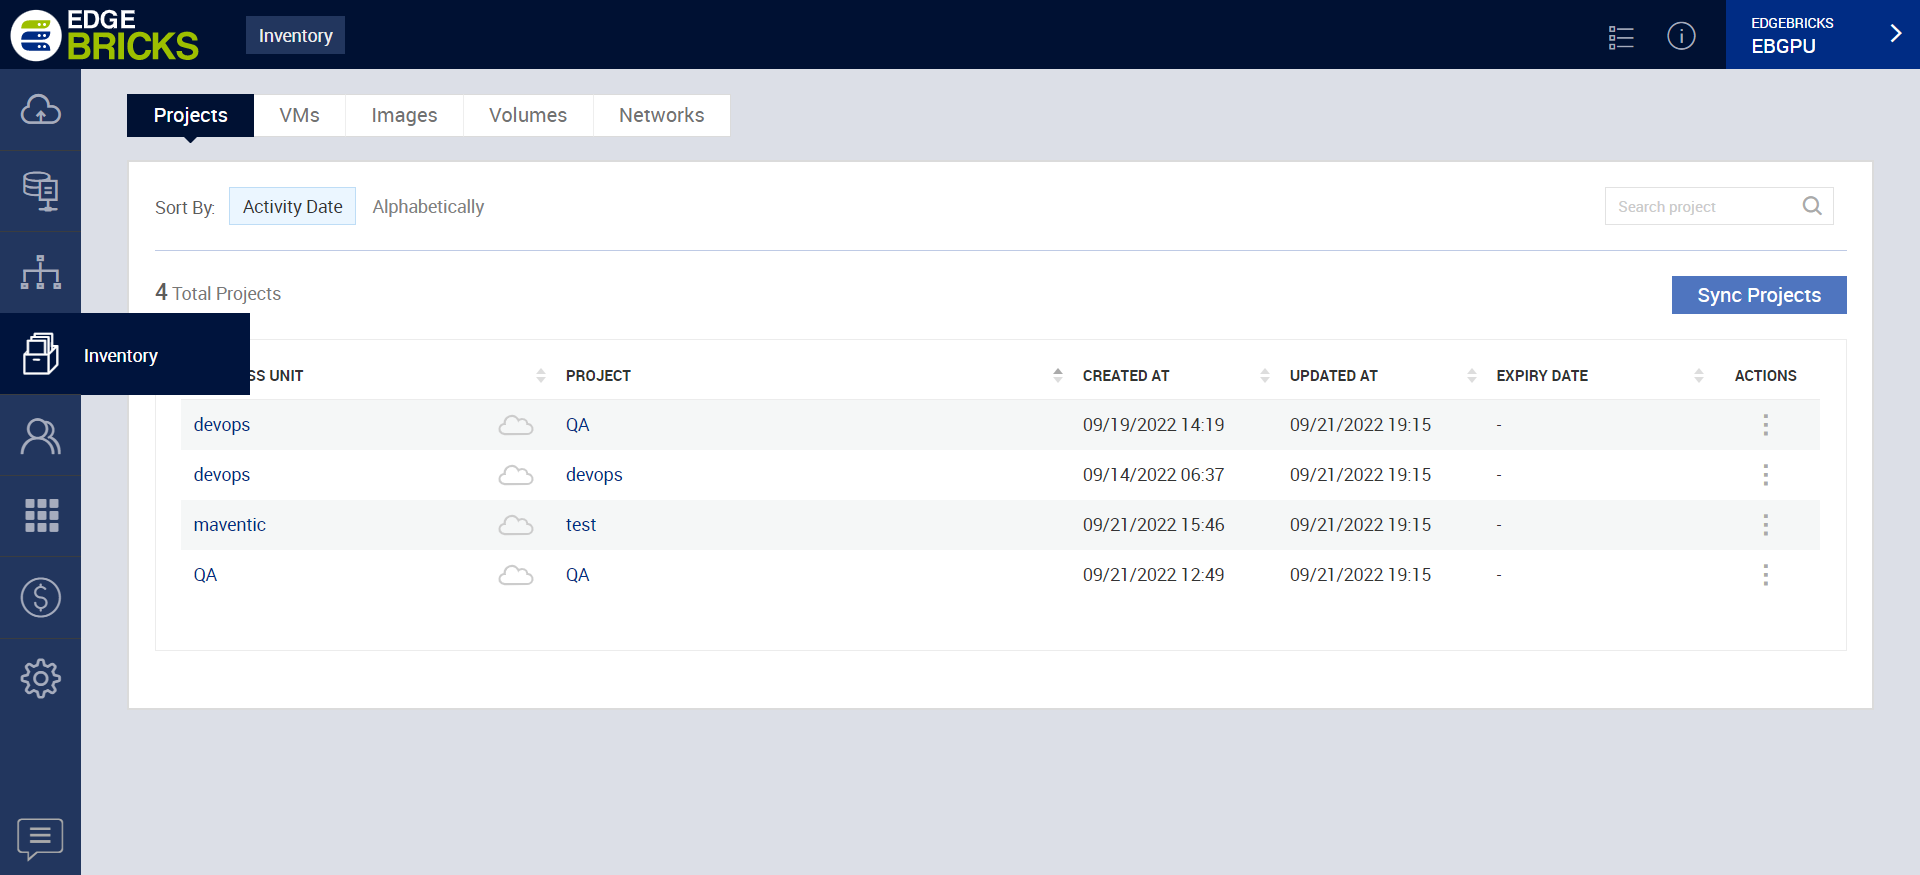 EDGE
BRICKS
Inventory
EDGEBRICKS
EBGPU
Projects VMs Images Volumes Networks
Sort By: Activity Date Alphabetically
Search project
4 Total Projects
Sync Projects
Inventory
SS UNIT PROJECT CREATED AT UPDATED AT EXPIRY DATE ACTIONS
devops QA 09/19/2022 14:19 09/21/2022 19:15 -
devops devops 09/14/2022 06:37 09/21/2022 19:15 -
maventic test 09/21/2022 15:46 09/21/2022 19:15 -
QA QA 09/21/2022 12:49 09/21/2022 19:15 -